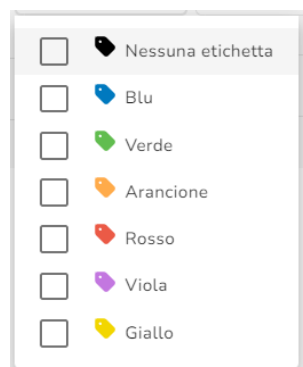 Nessuna etichetta
Blu
Verde
Arancione
Rosso
Viola
Giallo